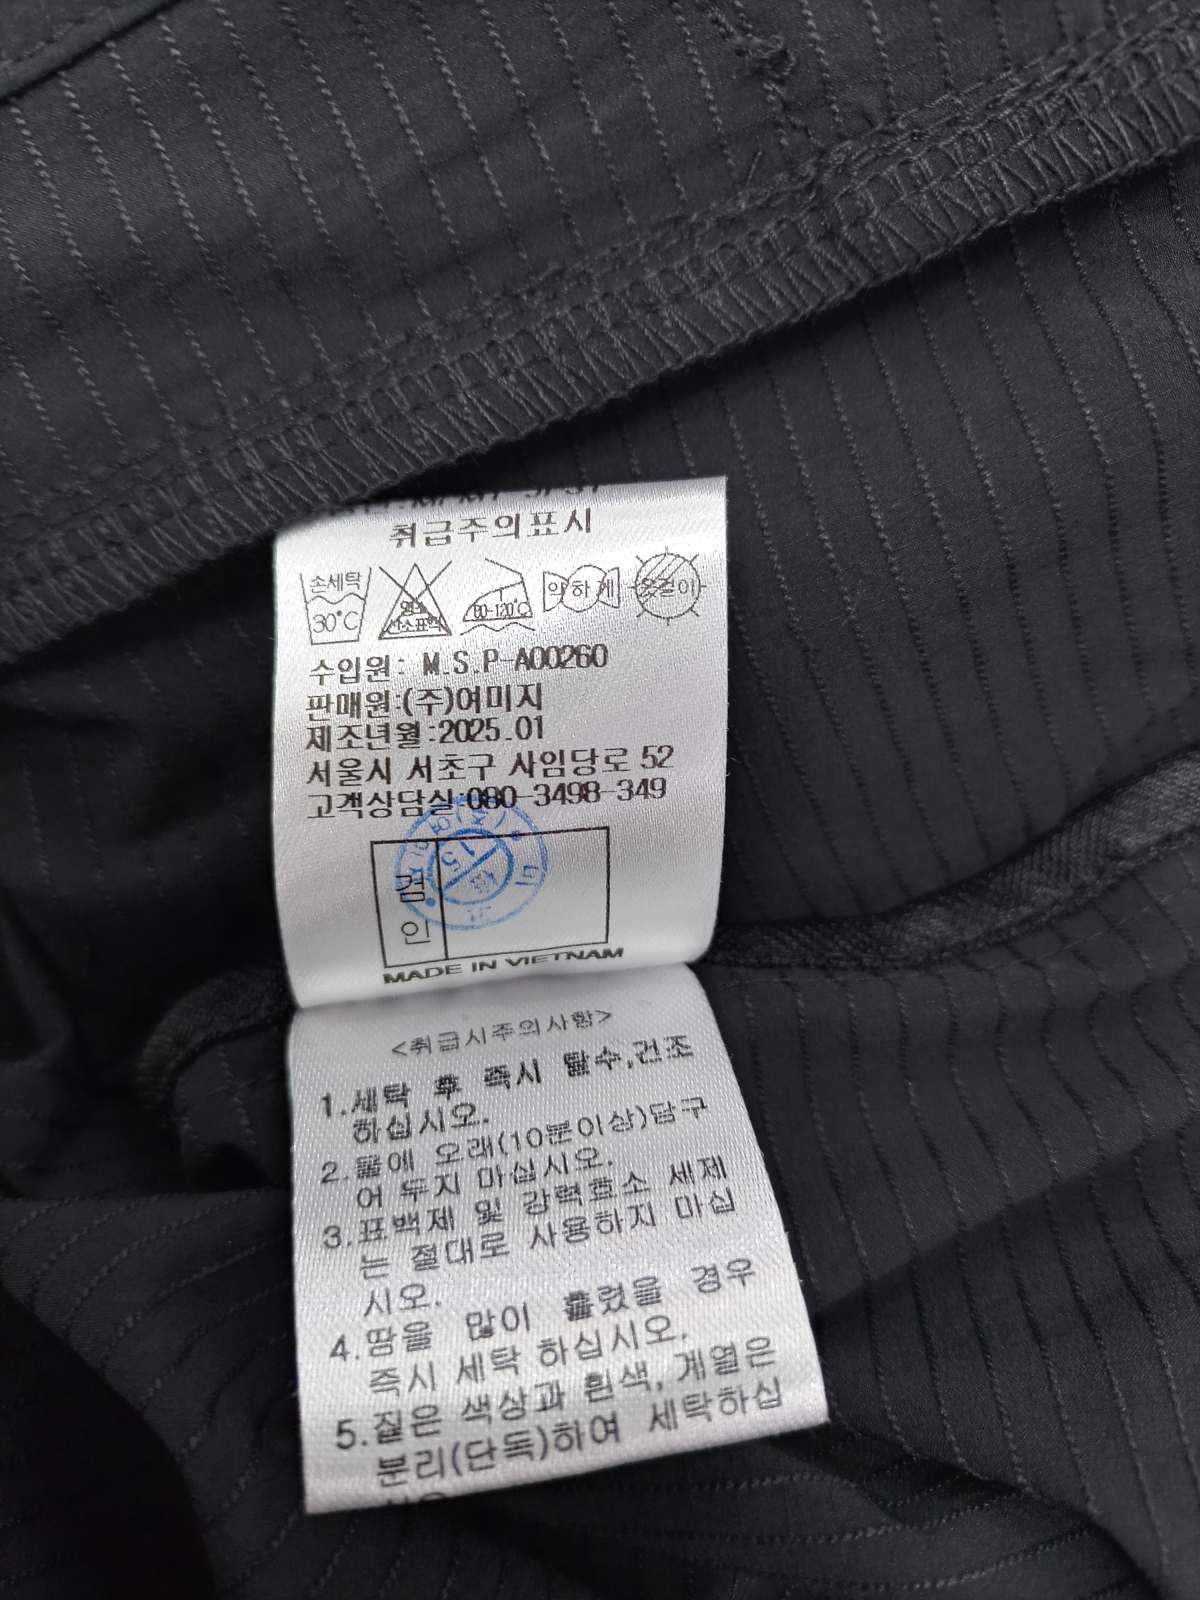 취급주의표시
손세탁
30°C
염소
산소표백
80-120°C
약하게
옷걸이
수입원: M.S.P-A00260
판매원:(주)여미지
제조년월:2025.01
서울시 서초구 사임당로 52
고객상담실:080-3498-349
검
인
MADE IN VIETNAM
<취급시주의사항>
1.세탁 후 즉시 탈수,건조
하십시오.
2.물에 오래(10분이상)담구
어 두지 마십시오.
3.표백제 및 강력효소 세제
는 절대로 사용하지 마십
시오.
4.땀을 많이 흘렸을 경우
즉시 세탁 하십시오.
5.짙은 색상과 흰색, 계열은
분리(단독)하여 세탁하십